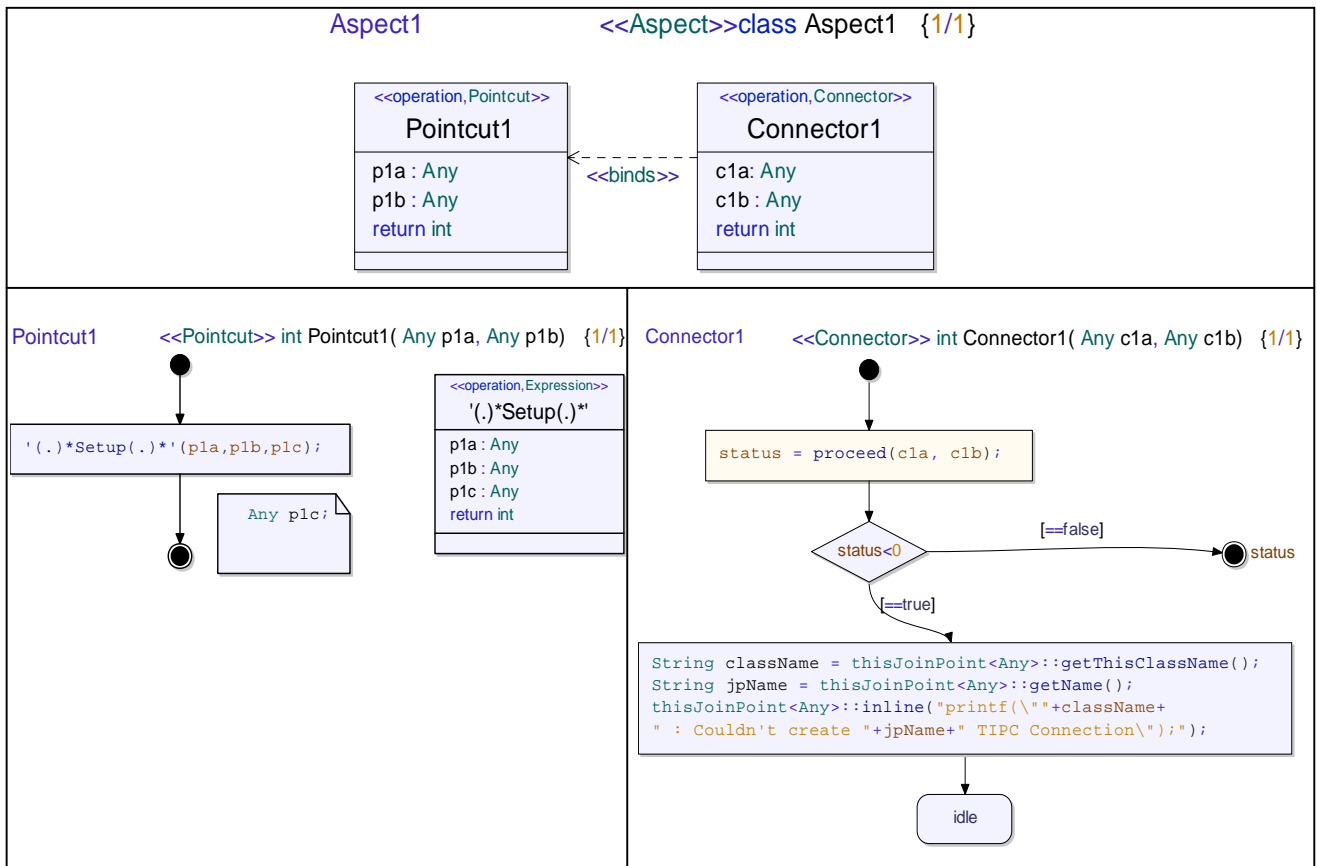 Aspect1 <<Aspect>>class Aspect1 {1/1}
<<operation,Pointcut>>
Pointcut1
p1a : Any
p1b : Any
return int
<<binds>>
<<operation,Connector>>
Connector1
c1a: Any
c1b : Any
return int
Pointcut1 <<Pointcut>> int Pointcut1( Any p1a, Any p1b) {1/1}
'(.)*Setup(.)*'(p1a,p1b,p1c);
Any p1c;
<<operation,Expression>>
'(.)*Setup(.)*'
p1a : Any
p1b : Any
p1c : Any
return int
Connector1 <<Connector>> int Connector1( Any c1a, Any c1b) {1/1}
status = proceed(c1a, c1b);
status<0
[==false]
status
[==true]
String className = thisJoinPoint<Any>::getThisClassName();
String jpName = thisJoinPoint<Any>::getName();
thisJoinPoint<Any>::inline("printf(\""+className+
" : Couldn't create "+jpName+" TIPC Connection\");");
idle